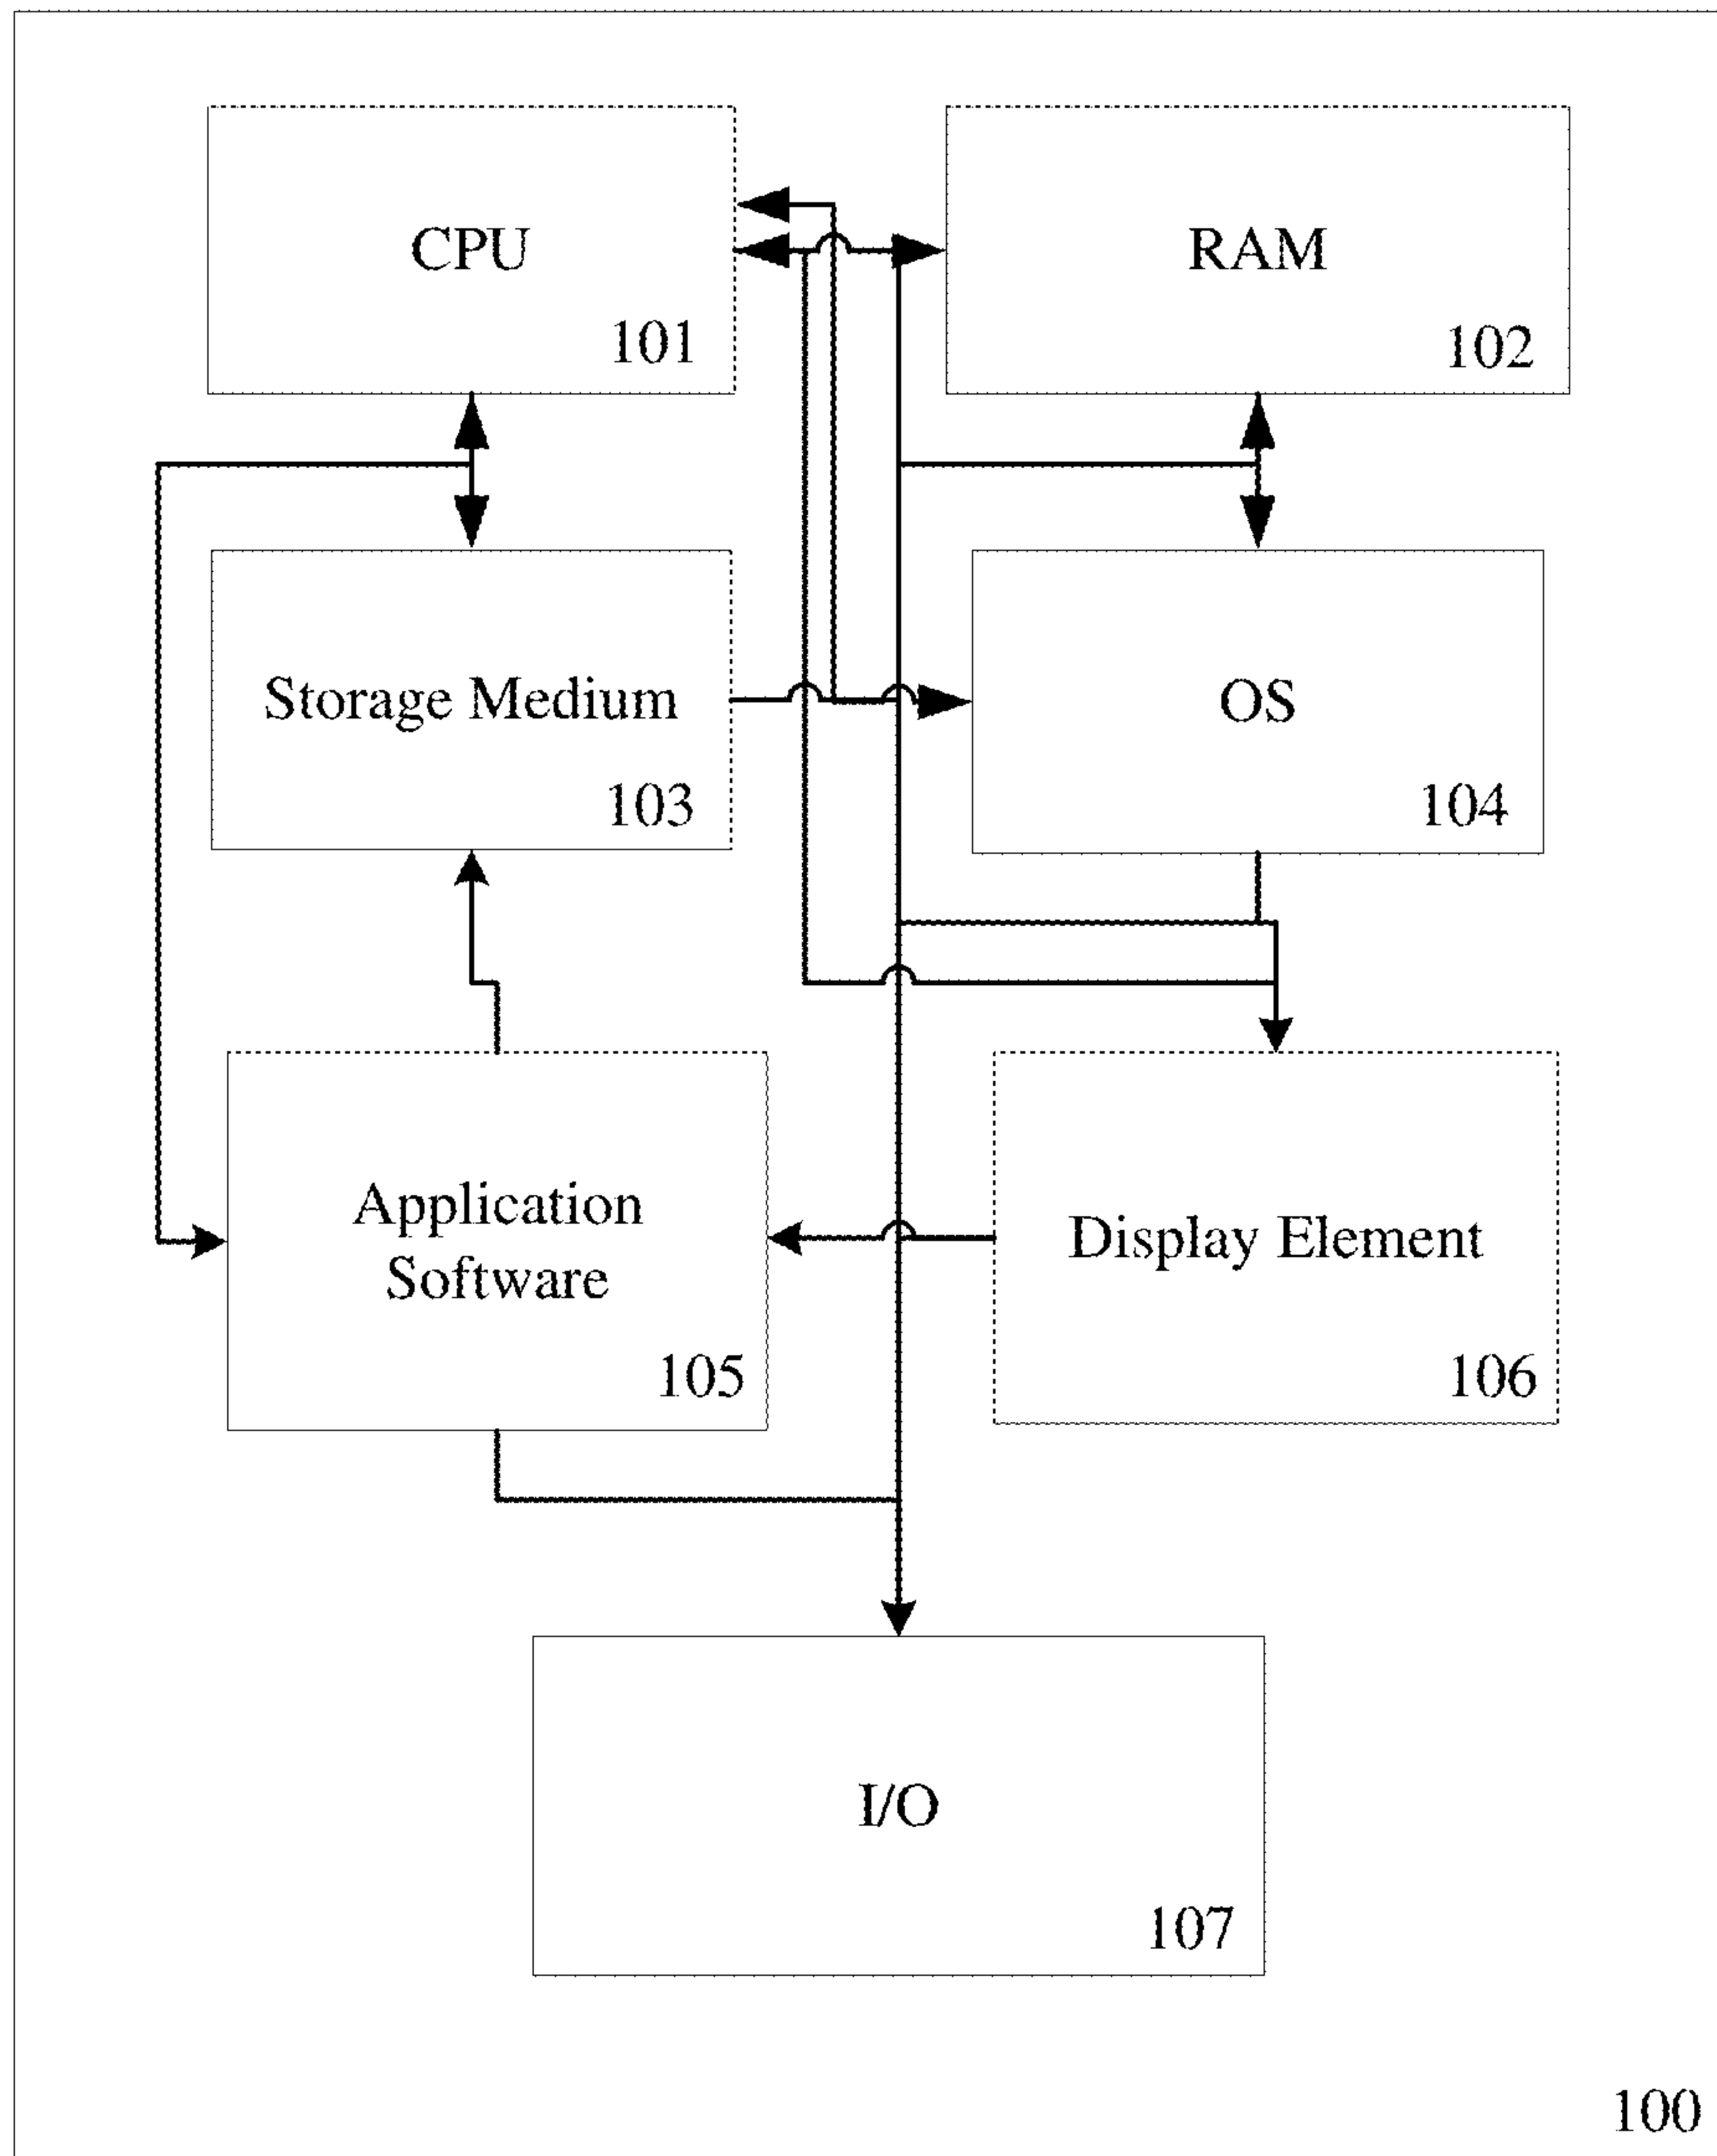 CPU
101
RAM
102
Storage Medium
103
OS
104
Application
Software
105
Display Element
106
I/O
107
100